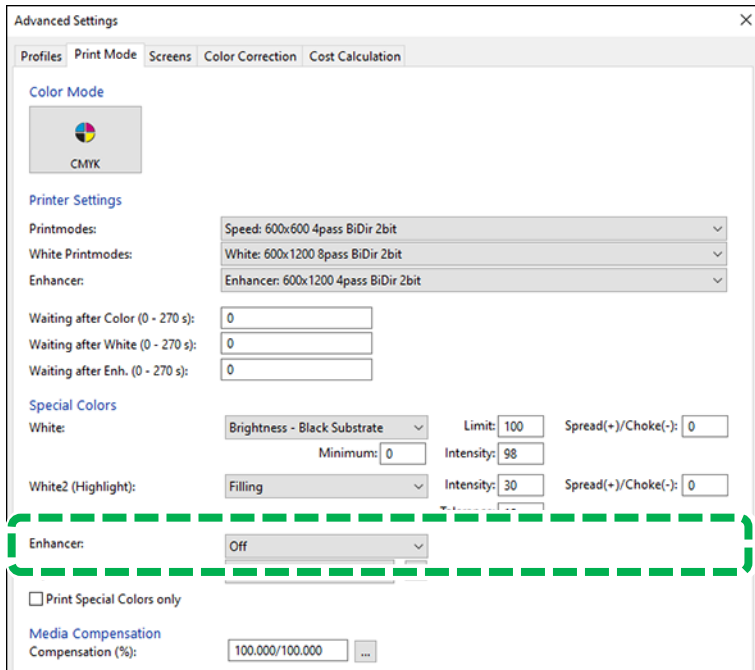 Advanced Settings
Profiles Print Mode Screens Color Correction Cost Calculation
Color Mode
CMYK
Printer Settings
Printmodes: Speed: 600x600 4pass BiDir 2bit
White Printmodes: White: 600x1200 8pass BiDir 2bit
Enhancer: Enhancer: 600x1200 4pass BiDir 2bit
Waiting after Color (0 - 270 s): 0
Waiting after White (0 - 270 s): 0
Waiting after Enh. (0 - 270 s): 0
Special Colors
White: Brightness - Black Substrate Limit: 100 Spread(+)/Choke(-): 0
Minimum: 0 Intensity: 98
White2 (Highlight): Filling Intensity: 30 Spread(+)/Choke(-): 0
Enhancer: Off
Print Special Colors only
Media Compensation
Compensation (%): 100.000/100.000 ...